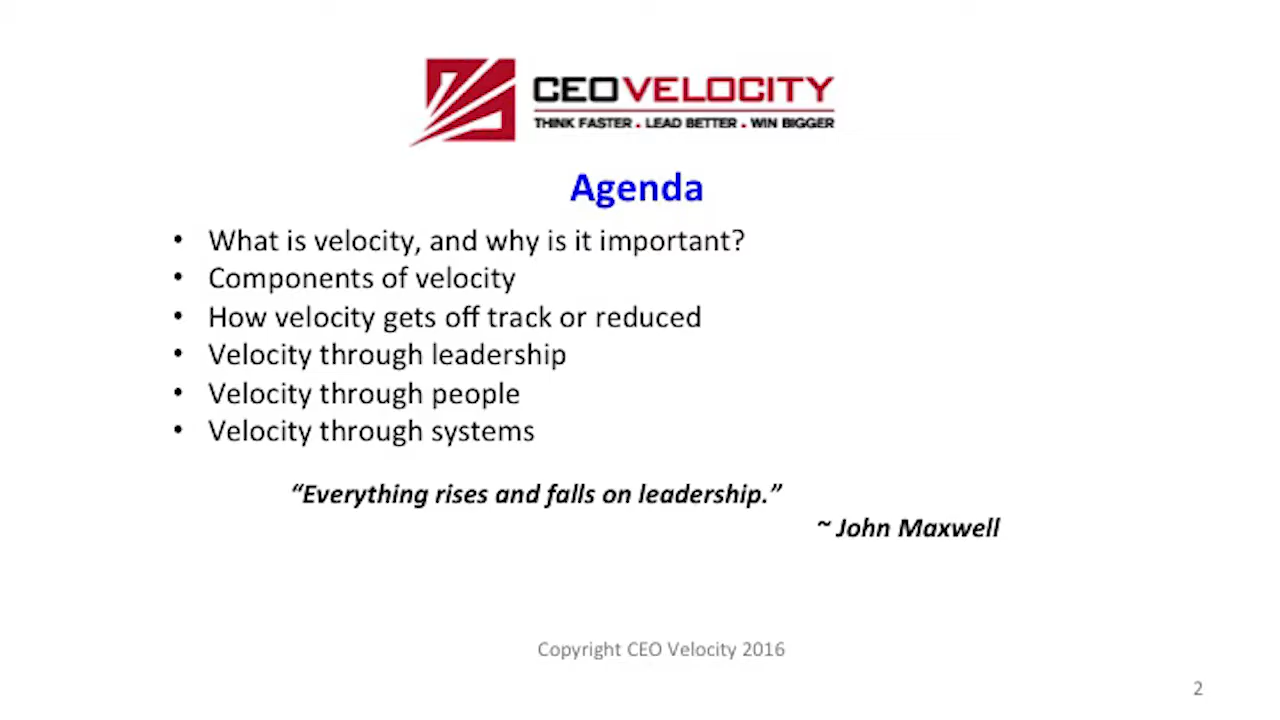 CEOVELOCITY
THINK FASTER . LEAD BETTER . WIN BIGGER
Agenda
• What is velocity, and why is it important?
• Components of velocity
• How velocity gets off track or reduced
• Velocity through leadership
• Velocity through people
• Velocity through systems
“Everything rises and falls on leadership.”
~ John Maxwell
Copyright CEO Velocity 2016
2